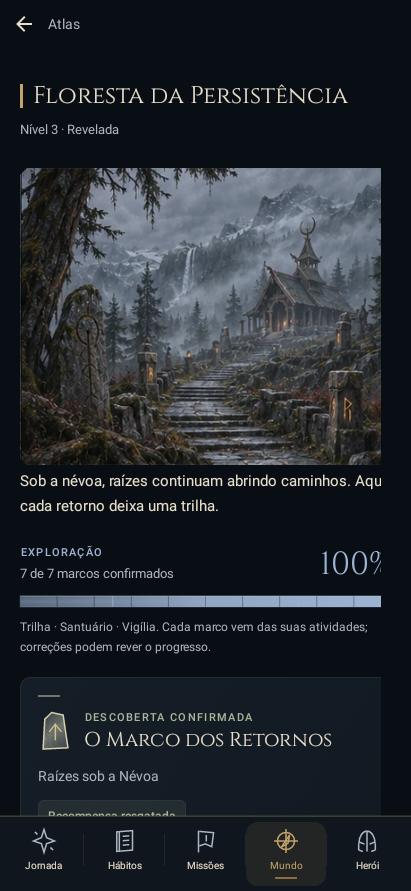 Atlas
Floresta da Persistência
Nível 3 · Revelada
Sob a névoa, raízes continuam abrindo caminhos. Aqu
cada retorno deixa uma trilha.
EXPLORAÇÃO
100%
7 de 7 marcos confirmados
Trilha · Santuário · Vigília. Cada marco vem das suas atividades;
correções podem rever o progresso.
DESCOBERTA CONFIRMADA
O Marco dos Retornos
Raízes sob a Névoa
Recompensa resgatada
Jornada
Hábitos
Missões
Mundo
Herói